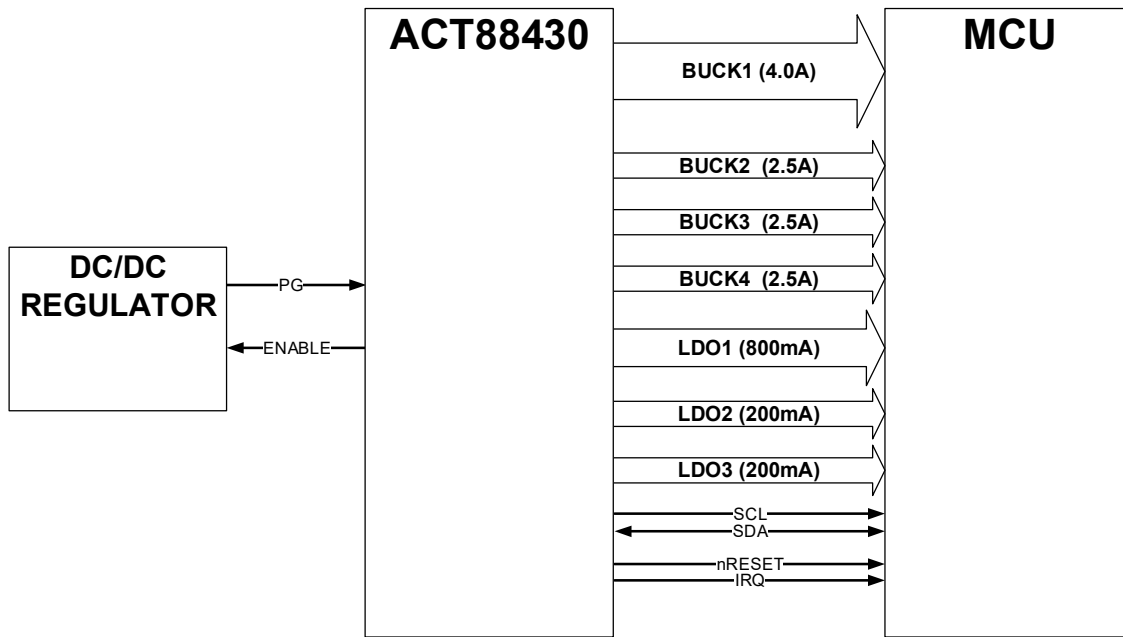 ACT88430
MCU
BUCK1 (4.0A)
BUCK2 (2.5A)
BUCK3 (2.5A)
BUCK4 (2.5A)
DC/DC
REGULATOR
PG
ENABLE
LDO1 (800mA)
LDO2 (200mA)
LDO3 (200mA)
SCL
SDA
nRESET
IRQ